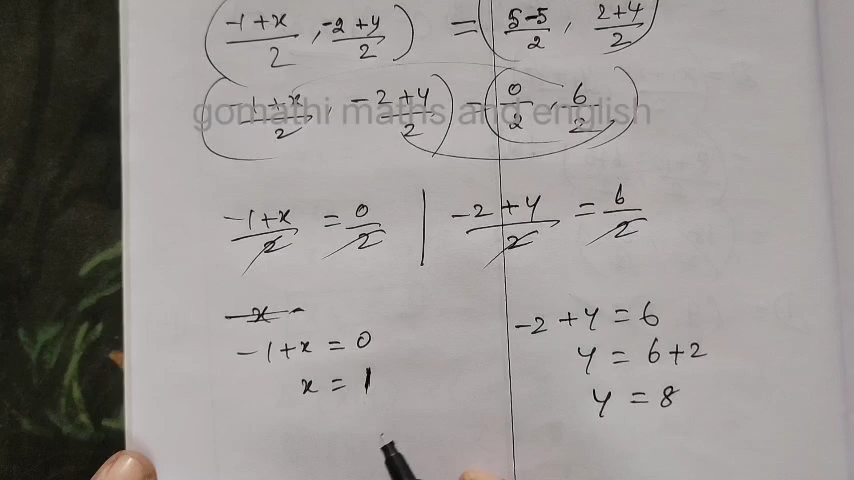 (-1+x/2, -2+y/2) = (5-5/2, 2+4/2)
(-1+x/2, -2+y/2) = (0/2, 6/2)
gomathi maths and english
-1+x/2 = 0/2 | -2+y/2 = 6/2
-1+x = 0
x = 1
-2+y = 6
y = 6+2
y = 8